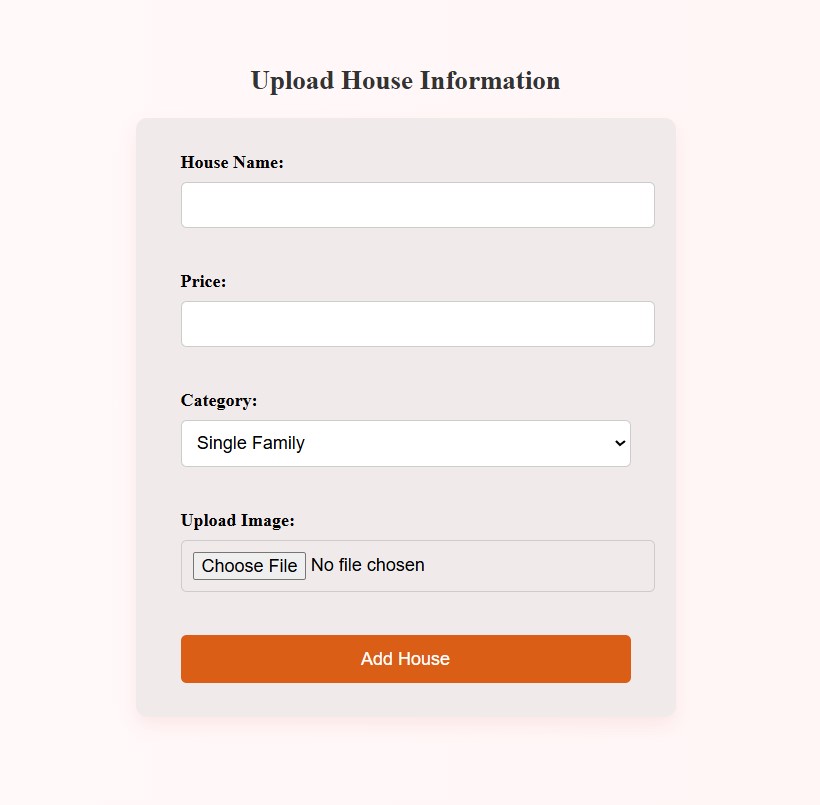 Upload House Information
House Name:
Price:
Category:
Single Family
Upload Image:
Choose File No file chosen
Add House